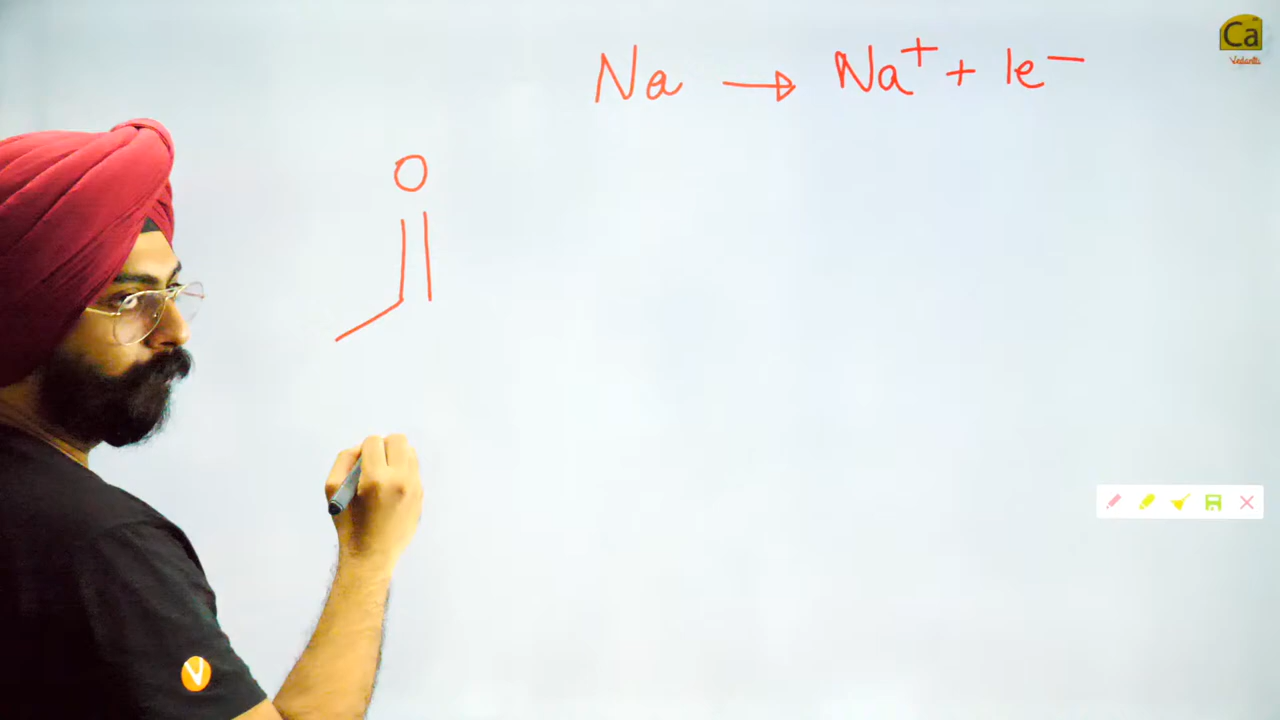 Ca
Vedantu
Na → Na⁺ + 1e⁻
O
V